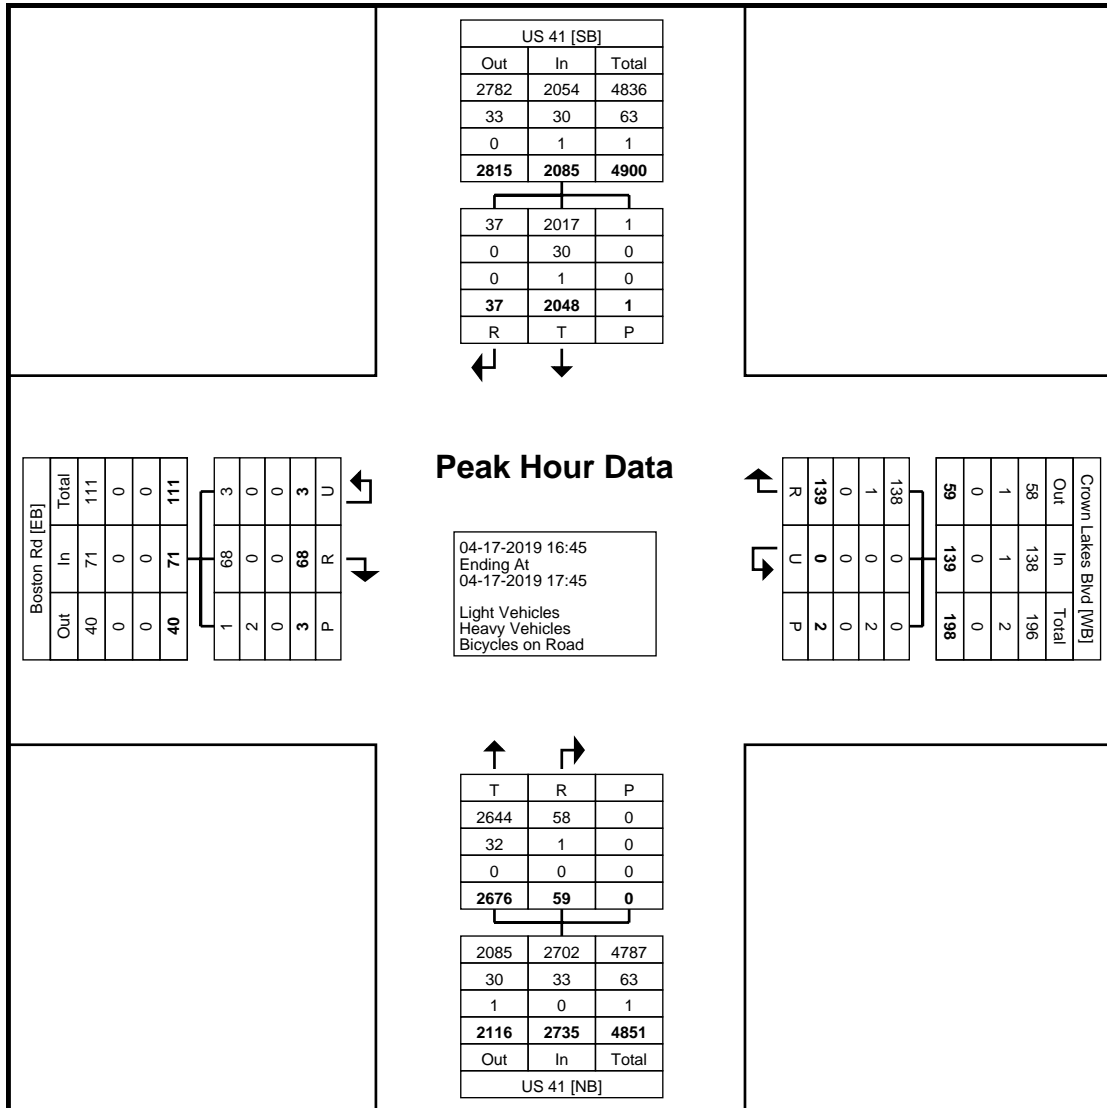 US 41 [SB]
Out In Total
2782 2054 4836
33 30 63
0 1 1
2815 2085 4900
37 2017 1
0 30 0
0 1 0
37 2048 1
R T P
Boston Rd [EB]
Total In Out
111 71 40
0 0 0
0 0 0
111 71 40
3 68 1
0 0 2
0 0 0
3 68 3
U R P
Peak Hour Data
04-17-2019 16:45
Ending At
04-17-2019 17:45
Light Vehicles
Heavy Vehicles
Bicycles on Road
Crown Lakes Blvd [WB]
Out In Total
58 138 196
1 1 2
0 0 0
59 139 198
138 0 0
1 0 2
0 0 0
139 0 2
R U P
T R P
2644 58 0
32 1 0
0 0 0
2676 59 0
2085 2702 4787
30 33 63
1 0 1
2116 2735 4851
Out In Total
US 41 [NB]